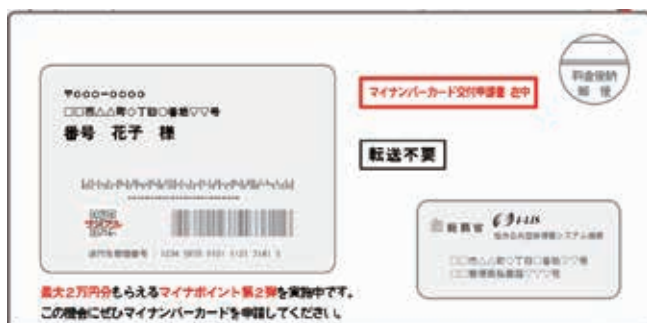 〒○○○-○○○○
□□市△△町◇丁目○番地▽▽号
番号 花子 様
サンプル
マイナンバーカード交付申請書 在中
転送不要
料金後納
郵便
総務省
J-LIS
地方公共団体情報システム機構
最大2万円分もらえるマイナポイント第2弾を実施中です。
この機会にぜひマイナンバーカードを申請してください。